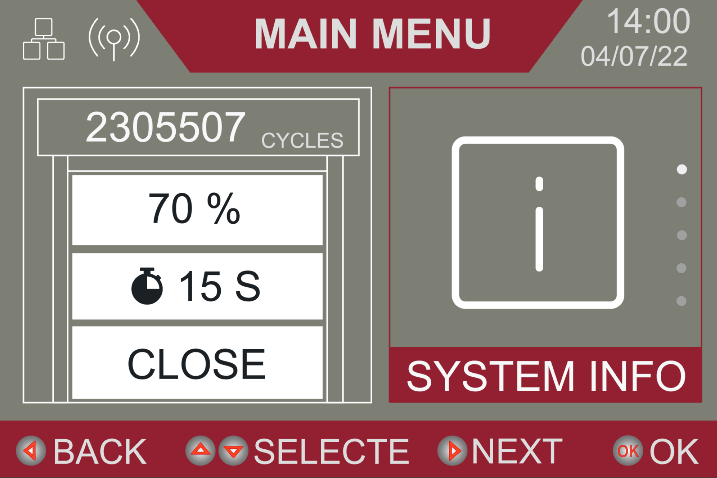 MAIN MENU
14:00
04/07/22
2305507 CYCLES
70 %
15 S
CLOSE
SYSTEM INFO
BACK SELECTE NEXT OK OK